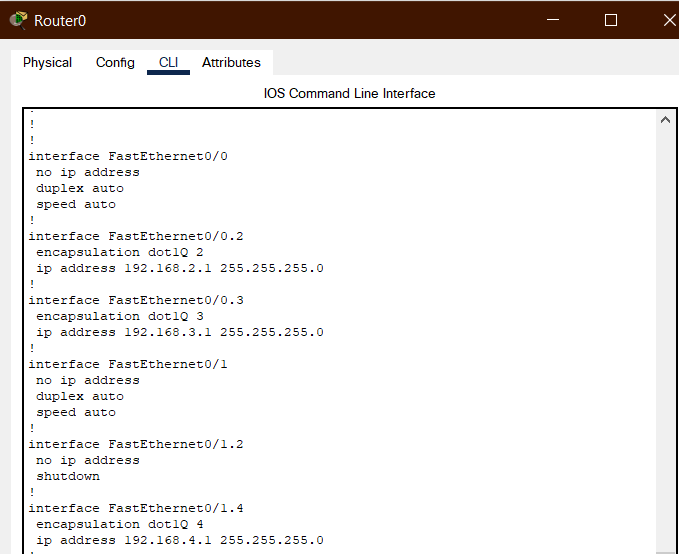 Router0
Physical Config CLI Attributes
IOS Command Line Interface
!
!
!
interface FastEthernet0/0
 no ip address
 duplex auto
 speed auto
!
interface FastEthernet0/0.2
 encapsulation dot1Q 2
 ip address 192.168.2.1 255.255.255.0
!
interface FastEthernet0/0.3
 encapsulation dot1Q 3
 ip address 192.168.3.1 255.255.255.0
!
interface FastEthernet0/1
 no ip address
 duplex auto
 speed auto
!
interface FastEthernet0/1.2
 no ip address
 shutdown
!
interface FastEthernet0/1.4
 encapsulation dot1Q 4
 ip address 192.168.4.1 255.255.255.0